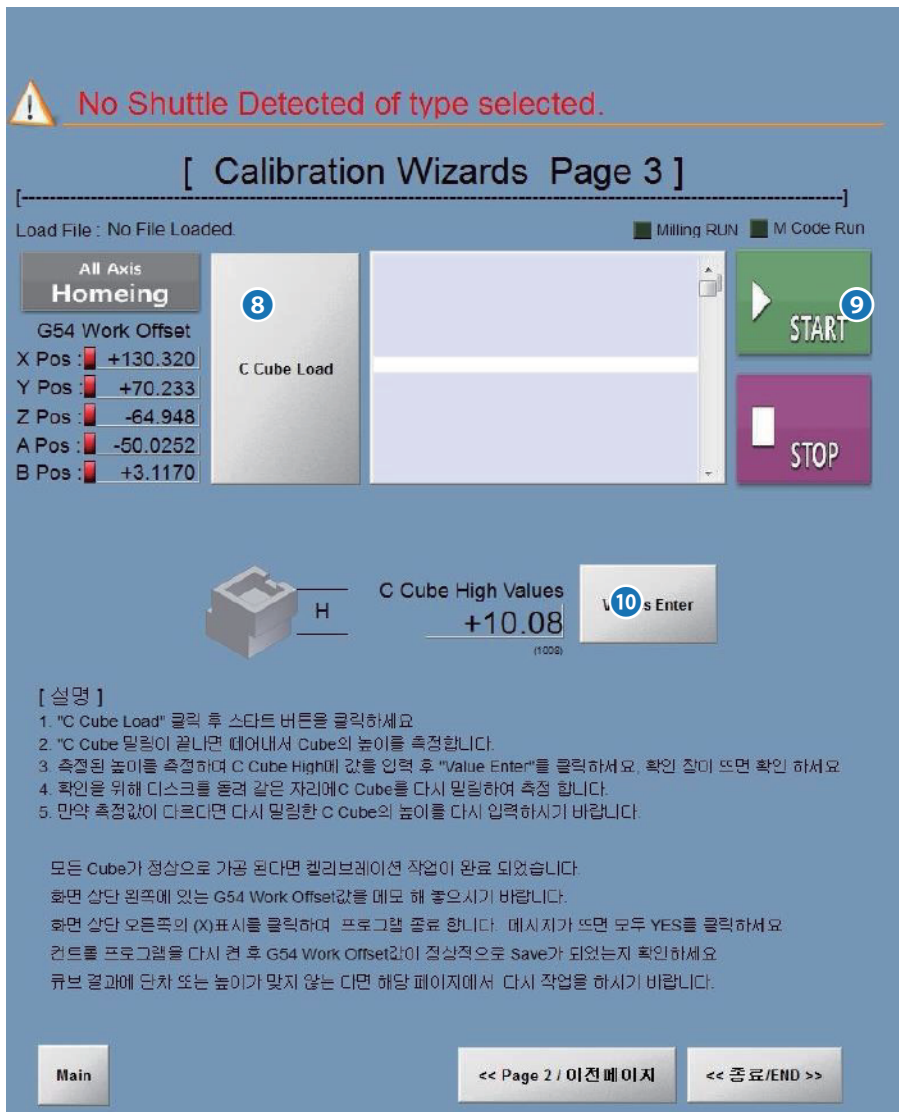 No Shuttle Detected of type selected.
[ Calibration Wizards Page 3 ]
Load File : No File Loaded.
Milling RUN
M Code Run
All Axis
Homeing
G54 Work Offset
X Pos : +130.320
Y Pos : +70.233
Z Pos : -64.948
A Pos : -50.0252
B Pos : +3.1170
8
C Cube Load
9
START
STOP
H
C Cube High Values
+10.08
(1008)
10
s Enter
[ 설명 ]
1. "C Cube Load" 클릭 후 스타트 버튼을 클릭하세요
2. "C Cube 밀링이 끝나면 떼어내서 Cube의 높이를 측정합니다.
3. 측정된 높이를 측정하여 C Cube High에 값을 입력 후 "Value Enter"를 클릭하세요, 확인 창이 뜨면 확인 하세요
4. 확인을 위해 디스크를 돌려 같은 자리에C Cube를 다시 밀링하여 측정 합니다.
5. 만약 측정값이 다르다면 다시 밀링한 C Cube의 높이를 다시 입력하시기 바랍니다.
모든 Cube가 정상으로 가공 된다면 켈리브레이션 작업이 완료 되었습니다.
화면 상단 왼쪽에 있는 G54 Work Offset값을 메모 해 놓으시기 바랍니다.
화면 상단 오른쪽의 (X)표시를 클릭하여 프로그램 종료 합니다. 메시지가 뜨면 모두 YES를 클릭하세요
컨트롤 프로그램을 다시 켠 후 G54 Work Offset값이 정상적으로 Save가 되었는지 확인하세요
큐브 결과에 단차 또는 높이가 맞지 않는 다면 해당 페이지에서 다시 작업을 하시기 바랍니다.
Main
<< Page 2 / 이전페이지
<< 종료/END >>